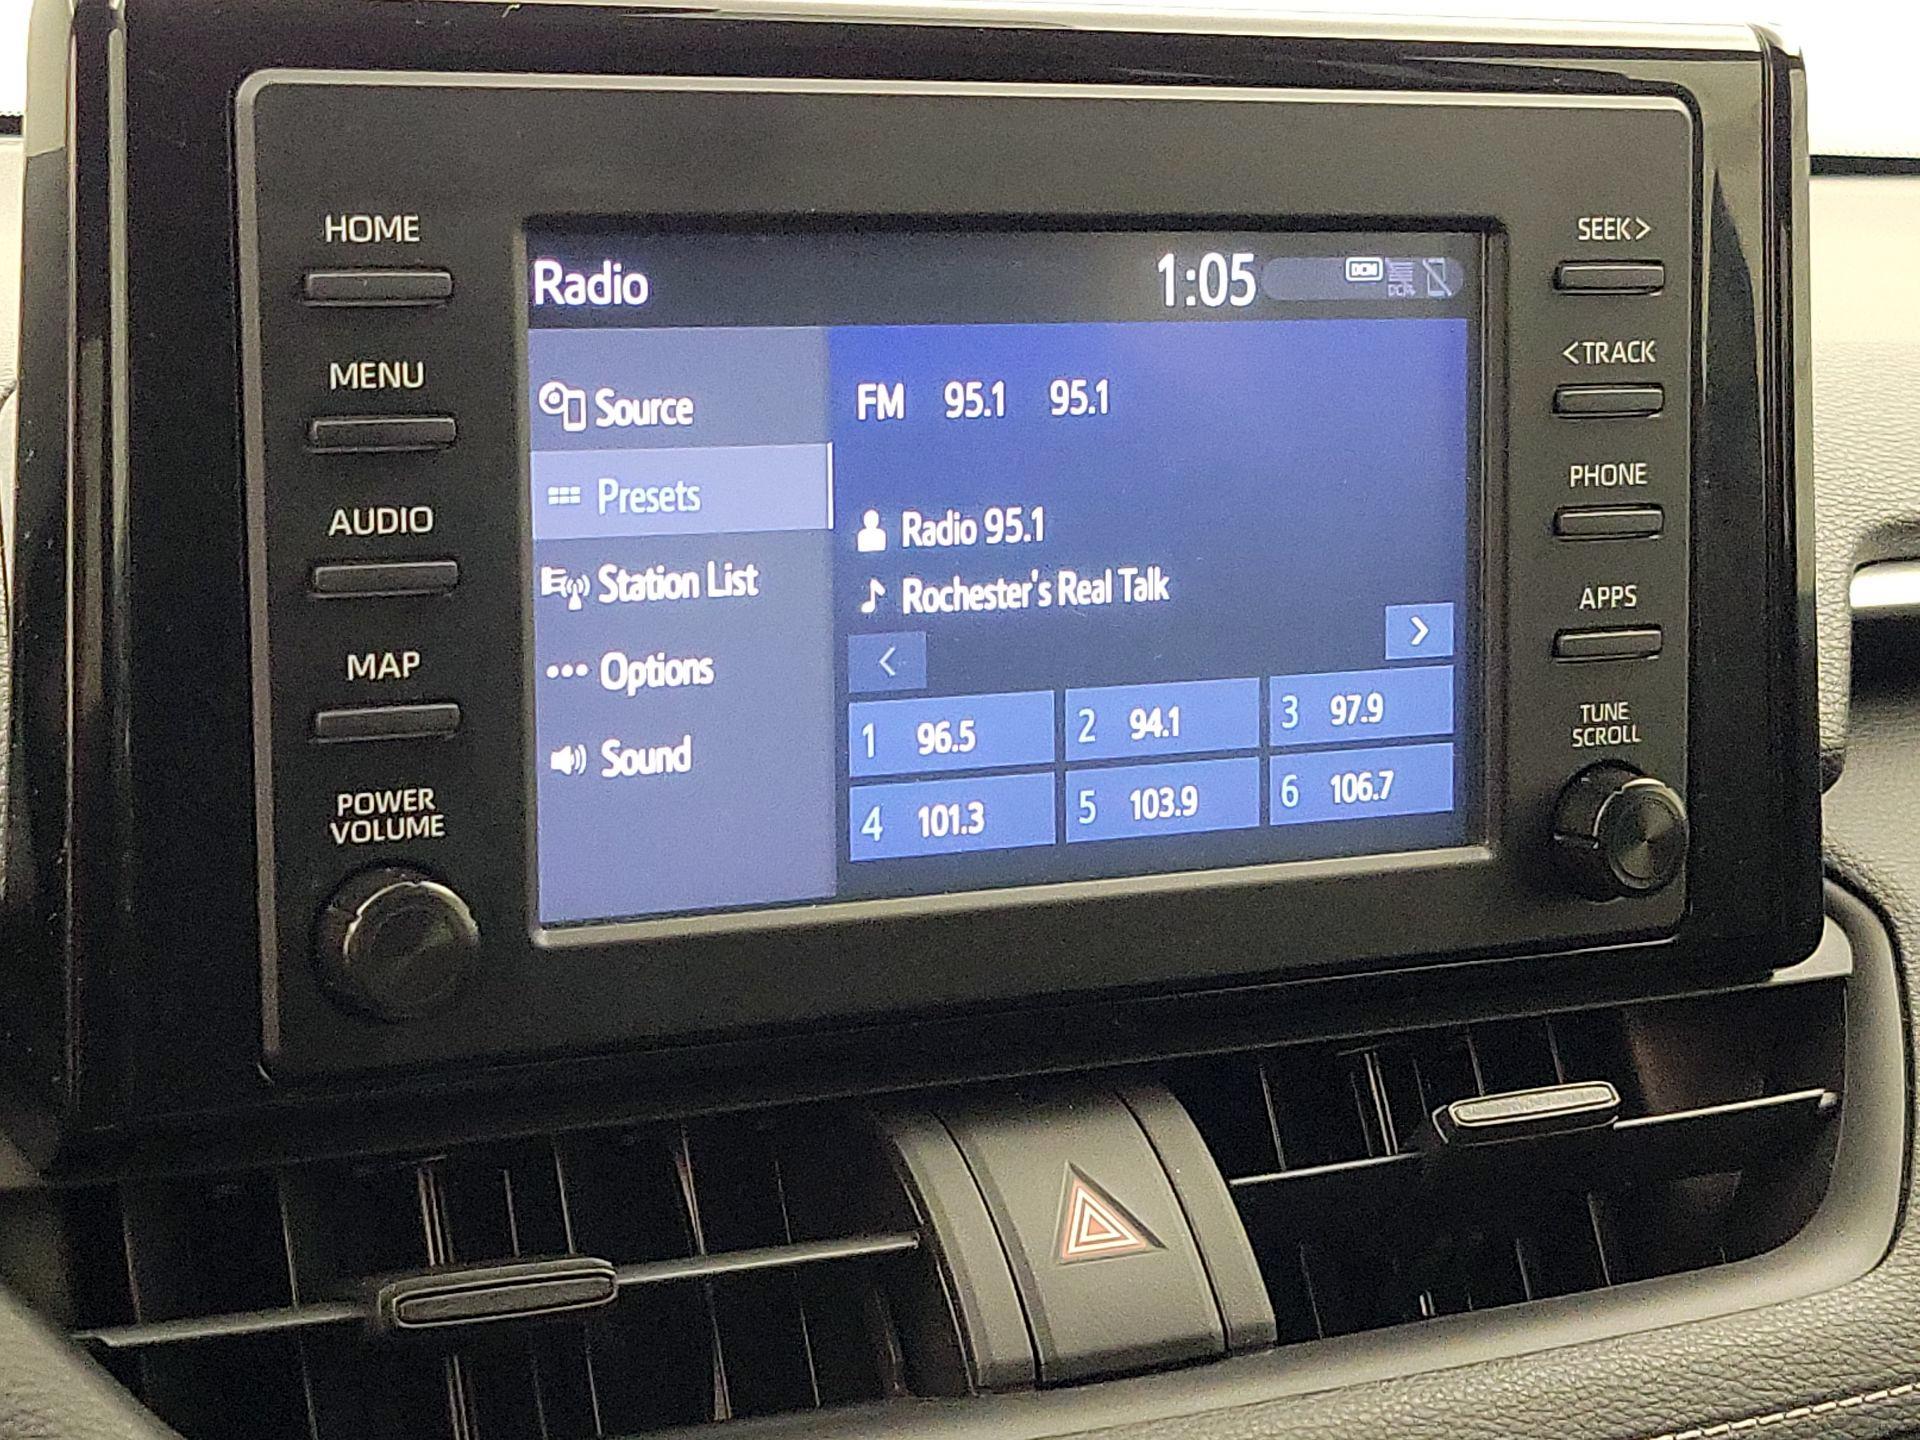 HOME
MENU
AUDIO
MAP
POWER
VOLUME
Radio
1:05
DCM
Source
Presets
Station List
Options
Sound
FM 95.1 95.1
Radio 95.1
Rochester's Real Talk
<
>
1 96.5
2 94.1
3 97.9
4 101.3
5 103.9
6 106.7
SEEK>
<TRACK
PHONE
APPS
TUNE
SCROLL